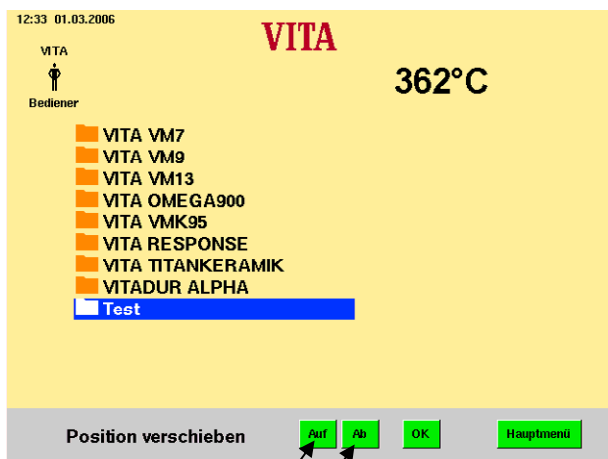 12:33 01.03.2006
VITA
VITA
362°C
Bediener
VITA VM7
VITA VM9
VITA VM13
VITA OMEGA900
VITA VMK95
VITA RESPONSE
VITA TITANKERAMIK
VITADUR ALPHA
Test
Position verschieben Auf Ab OK Hauptmenü